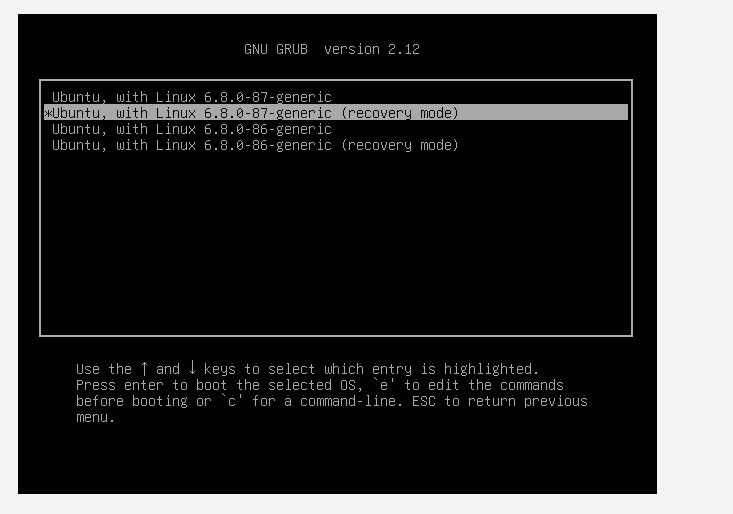 GNU GRUB  version 2.12
Ubuntu, with Linux 6.8.0-87-generic
*Ubuntu, with Linux 6.8.0-87-generic (recovery mode)
Ubuntu, with Linux 6.8.0-86-generic
Ubuntu, with Linux 6.8.0-86-generic (recovery mode)
Use the ↑ and ↓ keys to select which entry is highlighted.
Press enter to boot the selected OS, `e' to edit the commands
before booting or `c' for a command-line. ESC to return previous
menu.